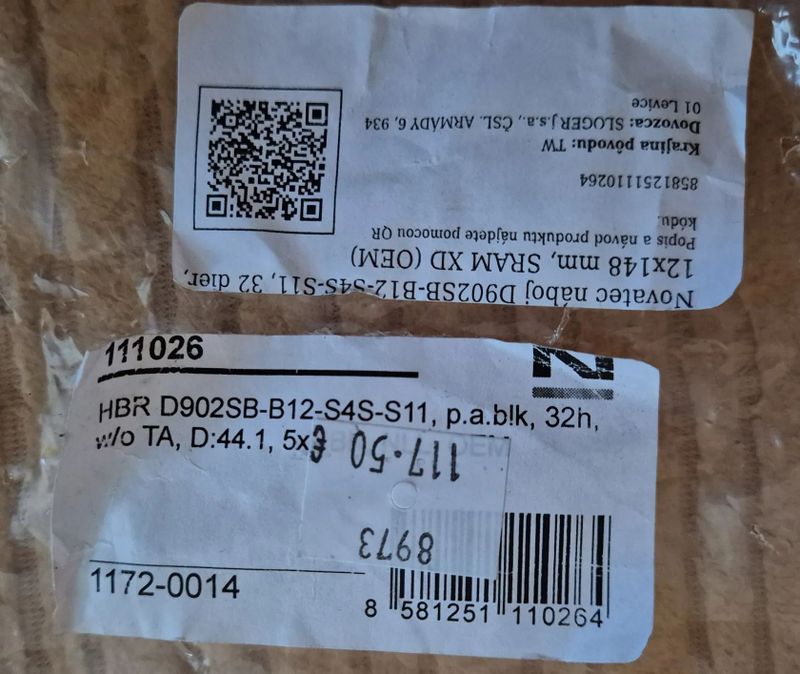 Novatec náboj D902SB-B12-S4S-S11, 32 dier,
12x148 mm, SRAM XD (OEM)
Popis a návod produktu nájdete pomocou QR
kódu.
8581251110264
Krajina pôvodu: TW
Dovozca: SLOGER j.s.a., ČSL. ARMÁDY 6, 934
01 Levice
111026
N
HBR D902SB-B12-S4S-S11, p.a.blk, 32h,
w/o TA, D:44.1, 5x
117.50 €
8973
1172-0014
8 581251 110264